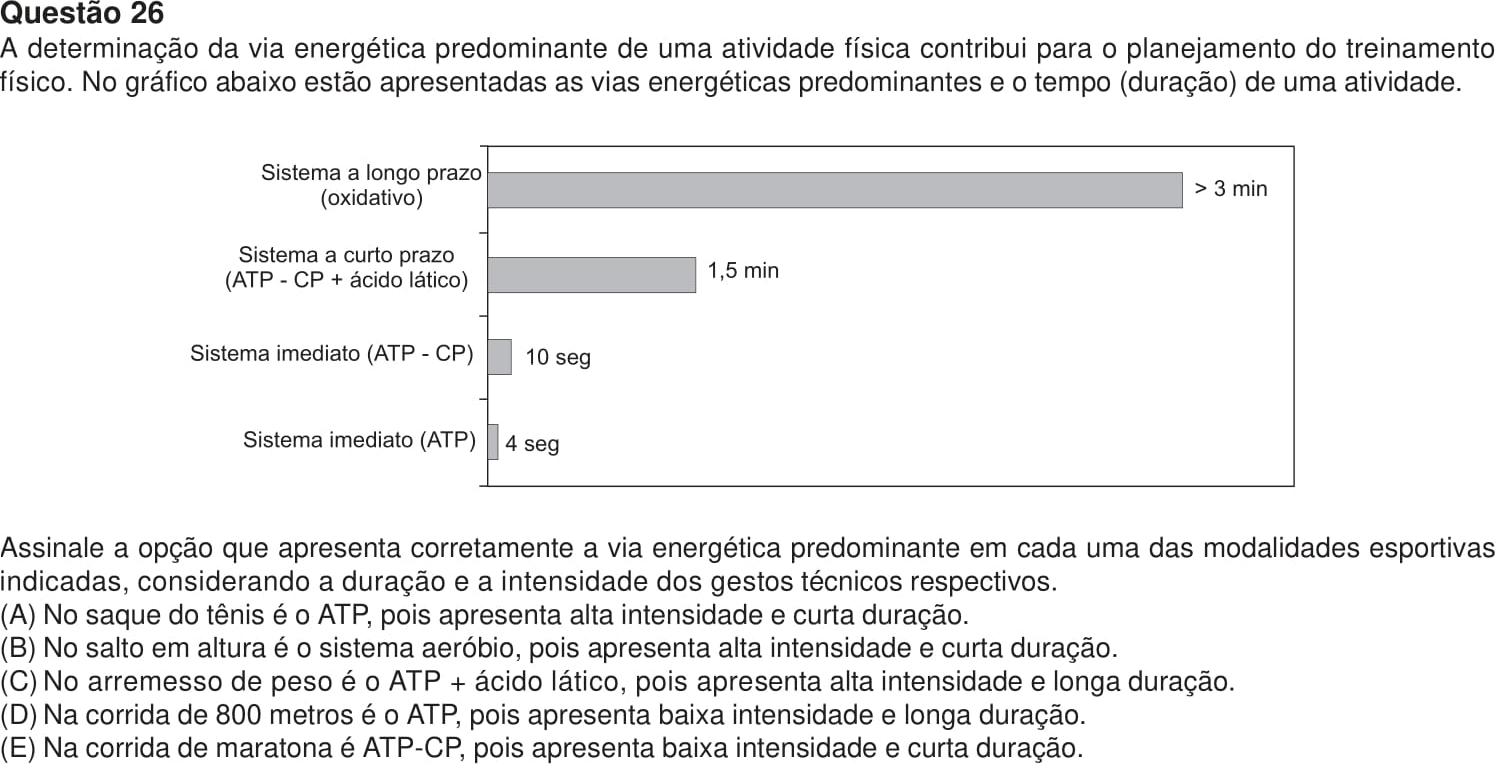 Questão 26
A determinação da via energética predominante de uma atividade física contribui para o planejamento do treinamento
físico. No gráfico abaixo estão apresentadas as vias energéticas predominantes e o tempo (duração) de uma atividade.
Sistema a longo prazo
(oxidativo)
> 3 min
Sistema a curto prazo
(ATP - CP + ácido lático)
1,5 min
Sistema imediato (ATP - CP)
10 seg
Sistema imediato (ATP)
4 seg
Assinale a opção que apresenta corretamente a via energética predominante em cada uma das modalidades esportivas
indicadas, considerando a duração e a intensidade dos gestos técnicos respectivos.
(A) No saque do tênis é o ATP, pois apresenta alta intensidade e curta duração.
(B) No salto em altura é o sistema aeróbio, pois apresenta alta intensidade e curta duração.
(C) No arremesso de peso é o ATP + ácido lático, pois apresenta alta intensidade e longa duração.
(D) Na corrida de 800 metros é o ATP, pois apresenta baixa intensidade e longa duração.
(E) Na corrida de maratona é ATP-CP, pois apresenta baixa intensidade e curta duração.